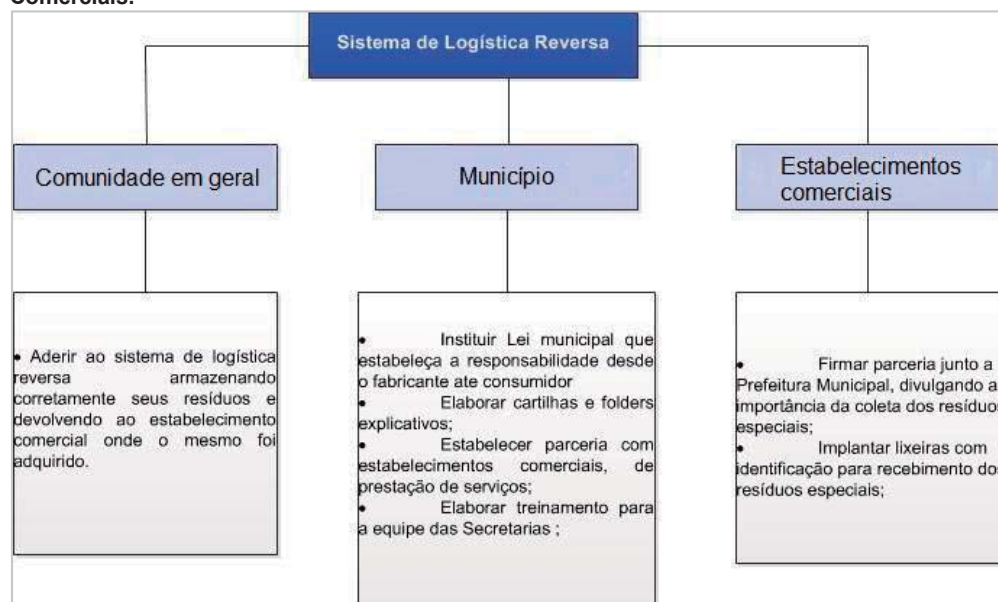 Comerciais.
Sistema de Logística Reversa
Comunidade em geral
Município
Estabelecimentos
comerciais
• Aderir ao sistema de logística
reversa armazenando
corretamente seus resíduos e
devolvendo ao estabelecimento
comercial onde o mesmo foi
adquirido.
• Instituir Lei municipal que
estabeleça a responsabilidade desde
o fabricante ate consumidor
• Elaborar cartilhas e folders
explicativos;
• Estabelecer parceria com
estabelecimentos comerciais, de
prestação de serviços;
• Elaborar treinamento para
a equipe das Secretarias ;
• Firmar parceria junto a
Prefeitura Municipal, divulgando a
importância da coleta dos resíduos
especiais;
• Implantar lixeiras com
identificação para recebimento dos
resíduos especiais;